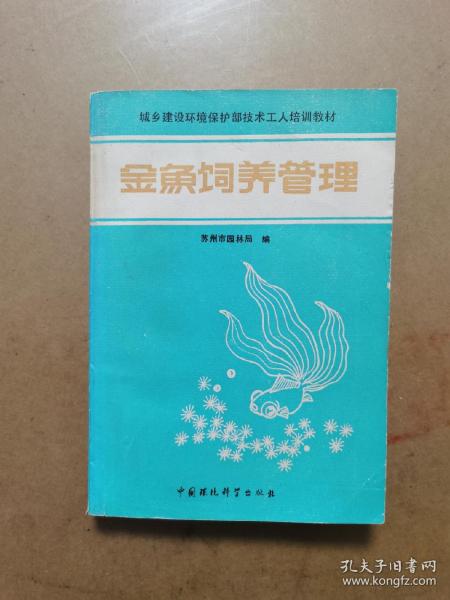 城乡建设环境保护部技术工人培训教材
金魚饲养管理
苏州市园林局 编
中国环境科学出版社
孔夫子旧书网
www.kongfz.com